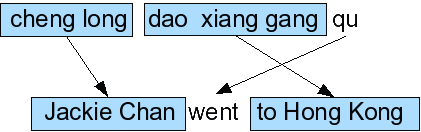 cheng long dao xiang gang qu
Jackie Chan went to Hong Kong